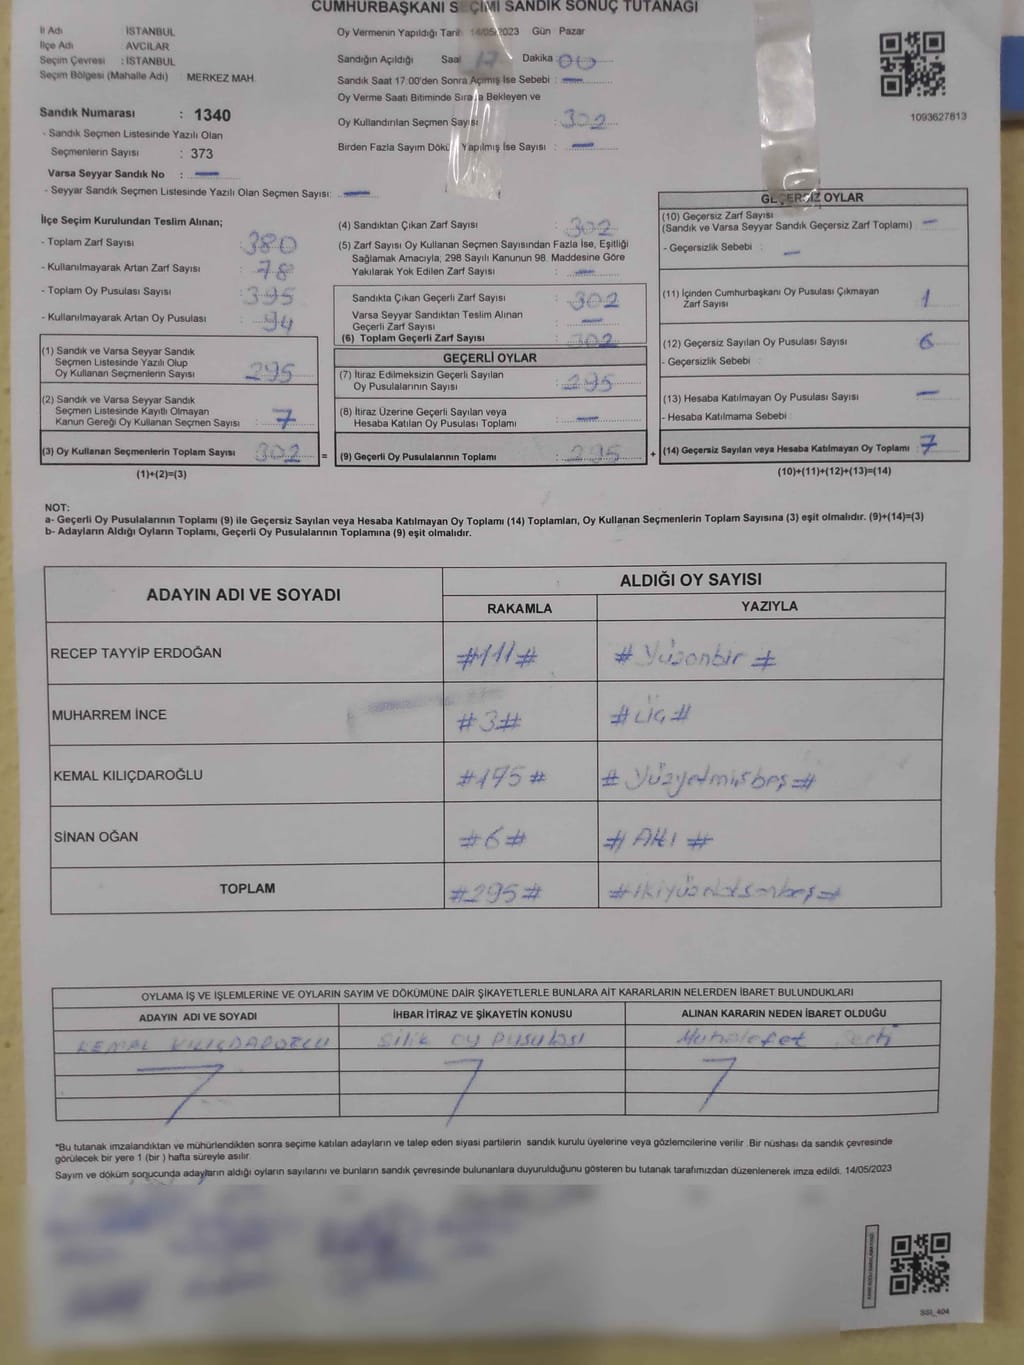 CUMHURBAŞKANI SEÇİMİ SANDIK SONUÇ TUTANAĞI
İl Adı : İSTANBUL
İlçe Adı : AVCILAR
Seçim Çevresi : İSTANBUL
Seçim Bölgesi (Mahalle Adı) MERKEZ MAH.
Sandık Numarası : 1340
- Sandık Seçmen Listesinde Yazılı Olan
Seçmenlerin Sayısı : 373
Varsa Seyyar Sandık No : —
- Seyyar Sandık Seçmen Listesinde Yazılı Olan Seçmen Sayısı: —
Oy Vermenin Yapıldığı Tarih 14/05/2023 Gün Pazar
Sandığın Açıldığı Saat 17 Dakika 00
Sandık Saat 17:00'den Sonra Açılmış İse Sebebi : —
Oy Verme Saati Bitiminde Sırada Bekleyen ve
Oy Kullandırılan Seçmen Sayısı : 302
Birden Fazla Sayım Dökü Yapılmış İse Sayısı : —
1093627813
İlçe Seçim Kurulundan Teslim Alınan;
- Toplam Zarf Sayısı : 380
- Kullanılmayarak Artan Zarf Sayısı : 78
- Toplam Oy Pusulası Sayısı : 395
- Kullanılmayarak Artan Oy Pusulası : 94
(1) Sandık ve Varsa Seyyar Sandık
Seçmen Listesinde Yazılı Olup
Oy Kullanan Seçmenlerin Sayısı : 295
(2) Sandık ve Varsa Seyyar Sandık
Seçmen Listesinde Kayıtlı Olmayan
Kanun Gereği Oy Kullanan Seçmen Sayısı : 7
(3) Oy Kullanan Seçmenlerin Toplam Sayısı : 302
(1)+(2)=(3)
=
(4) Sandıktan Çıkan Zarf Sayısı : 302
(5) Zarf Sayısı Oy Kullanan Seçmen Sayısından Fazla İse, Eşitliği
Sağlamak Amacıyla; 298 Sayılı Kanunun 98. Maddesine Göre
Yakılarak Yok Edilen Zarf Sayısı : —
Sandıkta Çıkan Geçerli Zarf Sayısı : 302
Varsa Seyyar Sandıktan Teslim Alınan
Geçerli Zarf Sayısı : —
(6) Toplam Geçerli Zarf Sayısı : 302
GEÇERLİ OYLAR
(7) İtiraz Edilmeksizin Geçerli Sayılan
Oy Pusulalarının Sayısı : 295
(8) İtiraz Üzerine Geçerli Sayılan veya
Hesaba Katılan Oy Pusulası Toplamı : —
(9) Geçerli Oy Pusulalarının Toplamı : 295
+
GEÇERSİZ OYLAR
(10) Geçersiz Zarf Sayısı
(Sandık ve Varsa Seyyar Sandık Geçersiz Zarf Toplamı) : —
- Geçersizlik Sebebi : —
(11) İçinden Cumhurbaşkanı Oy Pusulası Çıkmayan
Zarf Sayısı : 1
(12) Geçersiz Sayılan Oy Pusulası Sayısı : 6
- Geçersizlik Sebebi :
(13) Hesaba Katılmayan Oy Pusulası Sayısı : —
- Hesaba Katılmama Sebebi :
(14) Geçersiz Sayılan veya Hesaba Katılmayan Oy Toplamı : 7
(10)+(11)+(12)+(13)=(14)
NOT:
a- Geçerli Oy Pusulalarının Toplamı (9) ile Geçersiz Sayılan veya Hesaba Katılmayan Oy Toplamı (14) Toplamları, Oy Kullanan Seçmenlerin Toplam Sayısına (3) eşit olmalıdır. (9)+(14)=(3)
b- Adayların Aldığı Oyların Toplamı, Geçerli Oy Pusulalarının Toplamına (9) eşit olmalıdır.
ADAYIN ADI VE SOYADI ALDIĞI OY SAYISI
RAKAMLA YAZIYLA
RECEP TAYYİP ERDOĞAN #111# #Yüzonbir#
MUHARREM İNCE #3# #Üç#
KEMAL KILIÇDAROĞLU #175# #Yüzyetmişbeş#
SİNAN OĞAN #6# #Altı#
TOPLAM #295# #ikiyüzdoksanbeş#
OYLAMA İŞ VE İŞLEMLERİNE VE OYLARIN SAYIM VE DÖKÜMÜNE DAİR ŞİKAYETLERLE BUNLARA AİT KARARLARIN NELERDEN İBARET BULUNDUKLARI
ADAYIN ADI VE SOYADI İHBAR İTİRAZ VE ŞİKAYETİN KONUSU ALINAN KARARIN NEDEN İBARET OLDUĞU
KEMAL KILIÇDAROĞLU Silik oy pusulası Muhalefet
*Bu tutanak imzalandıktan ve mühürlendikten sonra seçime katılan adayların ve talep eden siyasi partilerin sandık kurulu üyelerine veya gözlemcilerine verilir. Bir nüshası da sandık çevresinde
görülecek bir yere 1 (bir) hafta süreyle asılır.
Sayım ve döküm sonucunda adayların aldığı oyların sayılarını ve bunların sandık çevresinde bulunanlara duyurulduğunu gösteren bu tutanak tarafımızdan düzenlenerek imza edildi. 14/05/2023
SSI_404